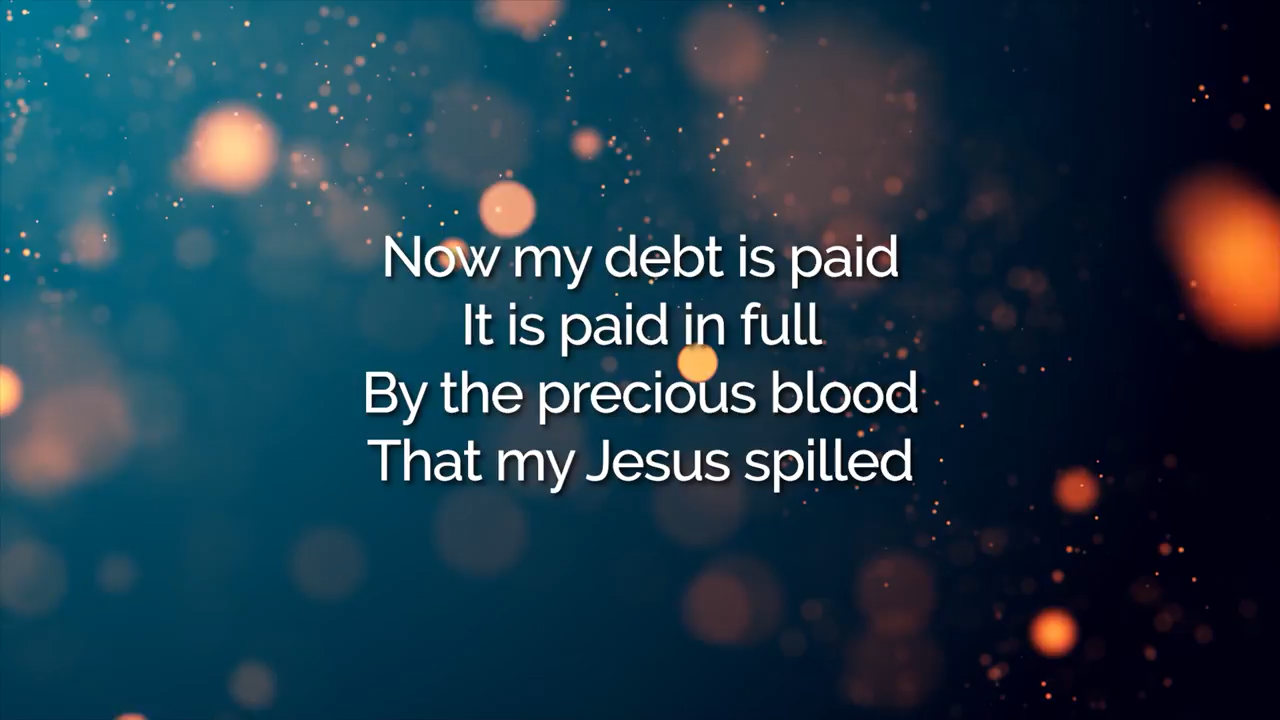 Now my debt is paid
It is paid in full
By the precious blood
That my Jesus spilled